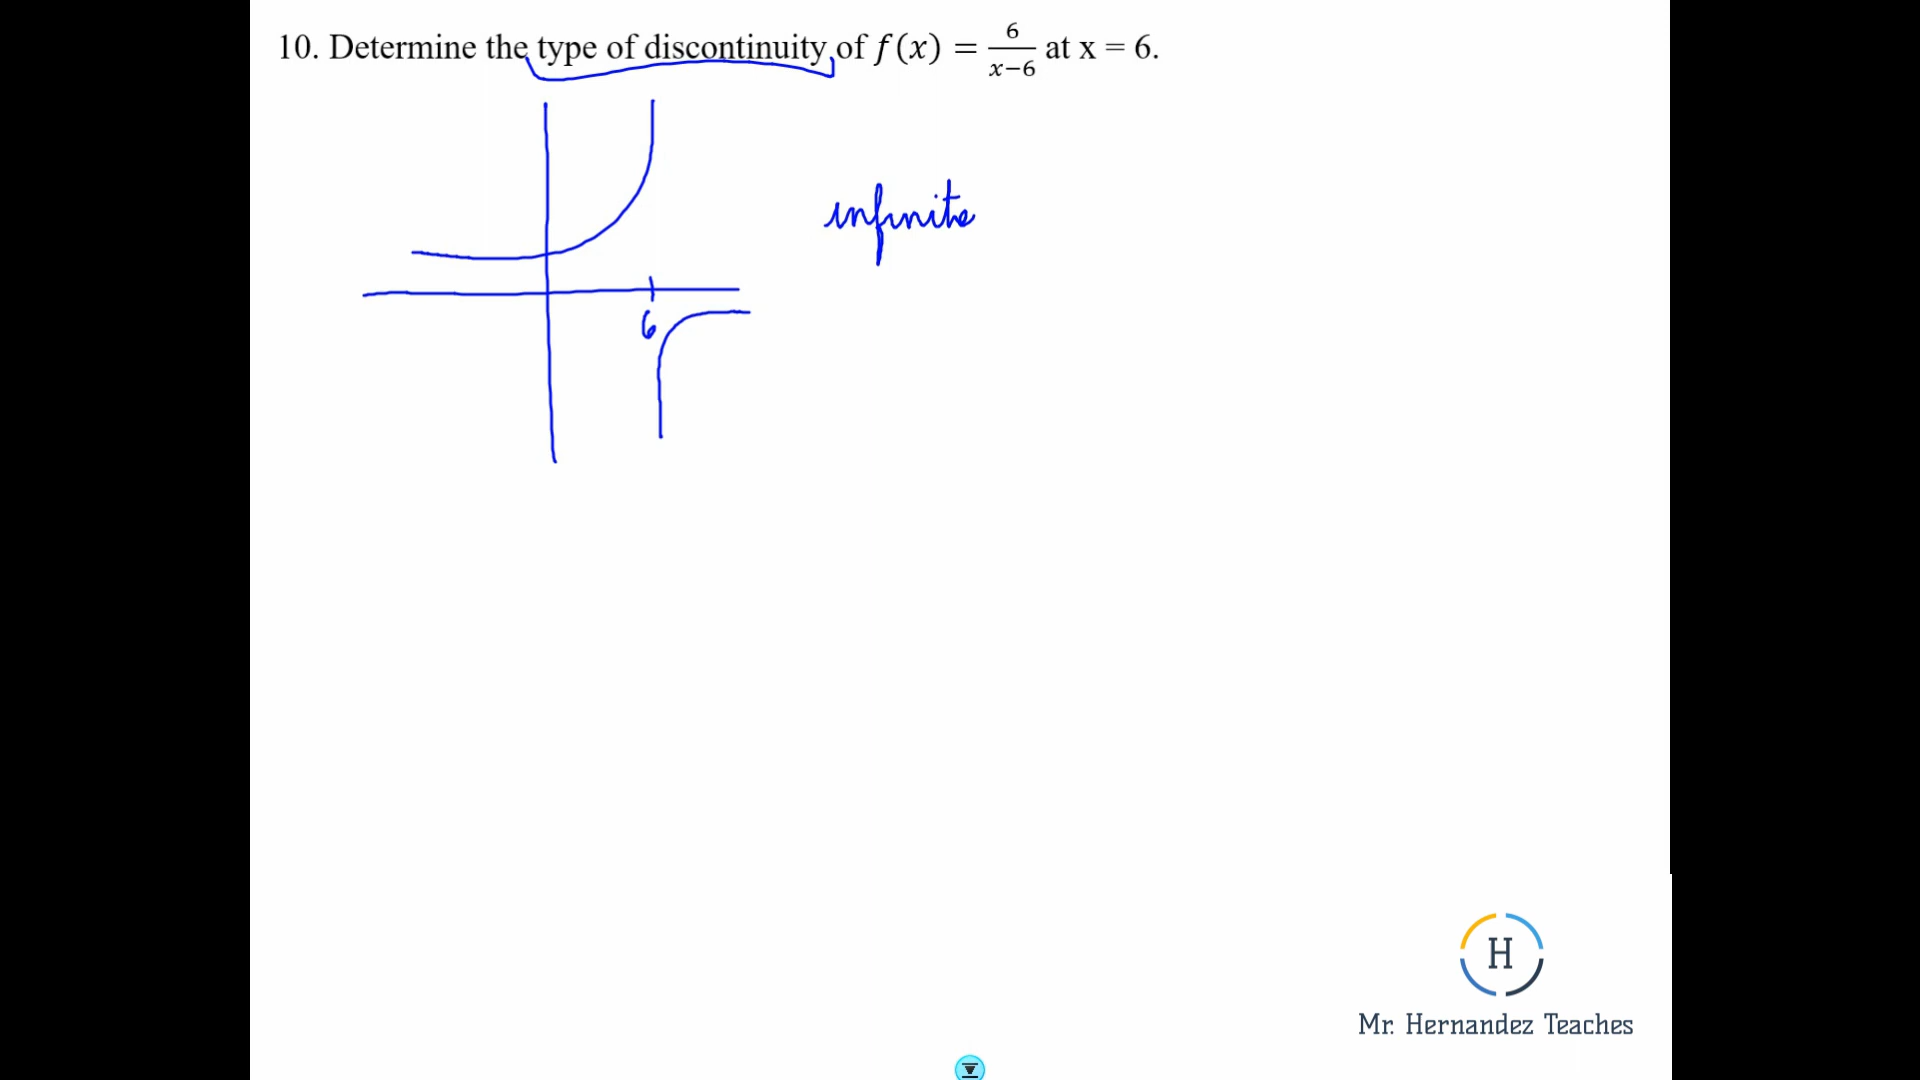 10. Determine the type of discontinuity of f(x) = 6/(x−6) at x = 6.
infinite
6
H
Mr. Hernandez Teaches